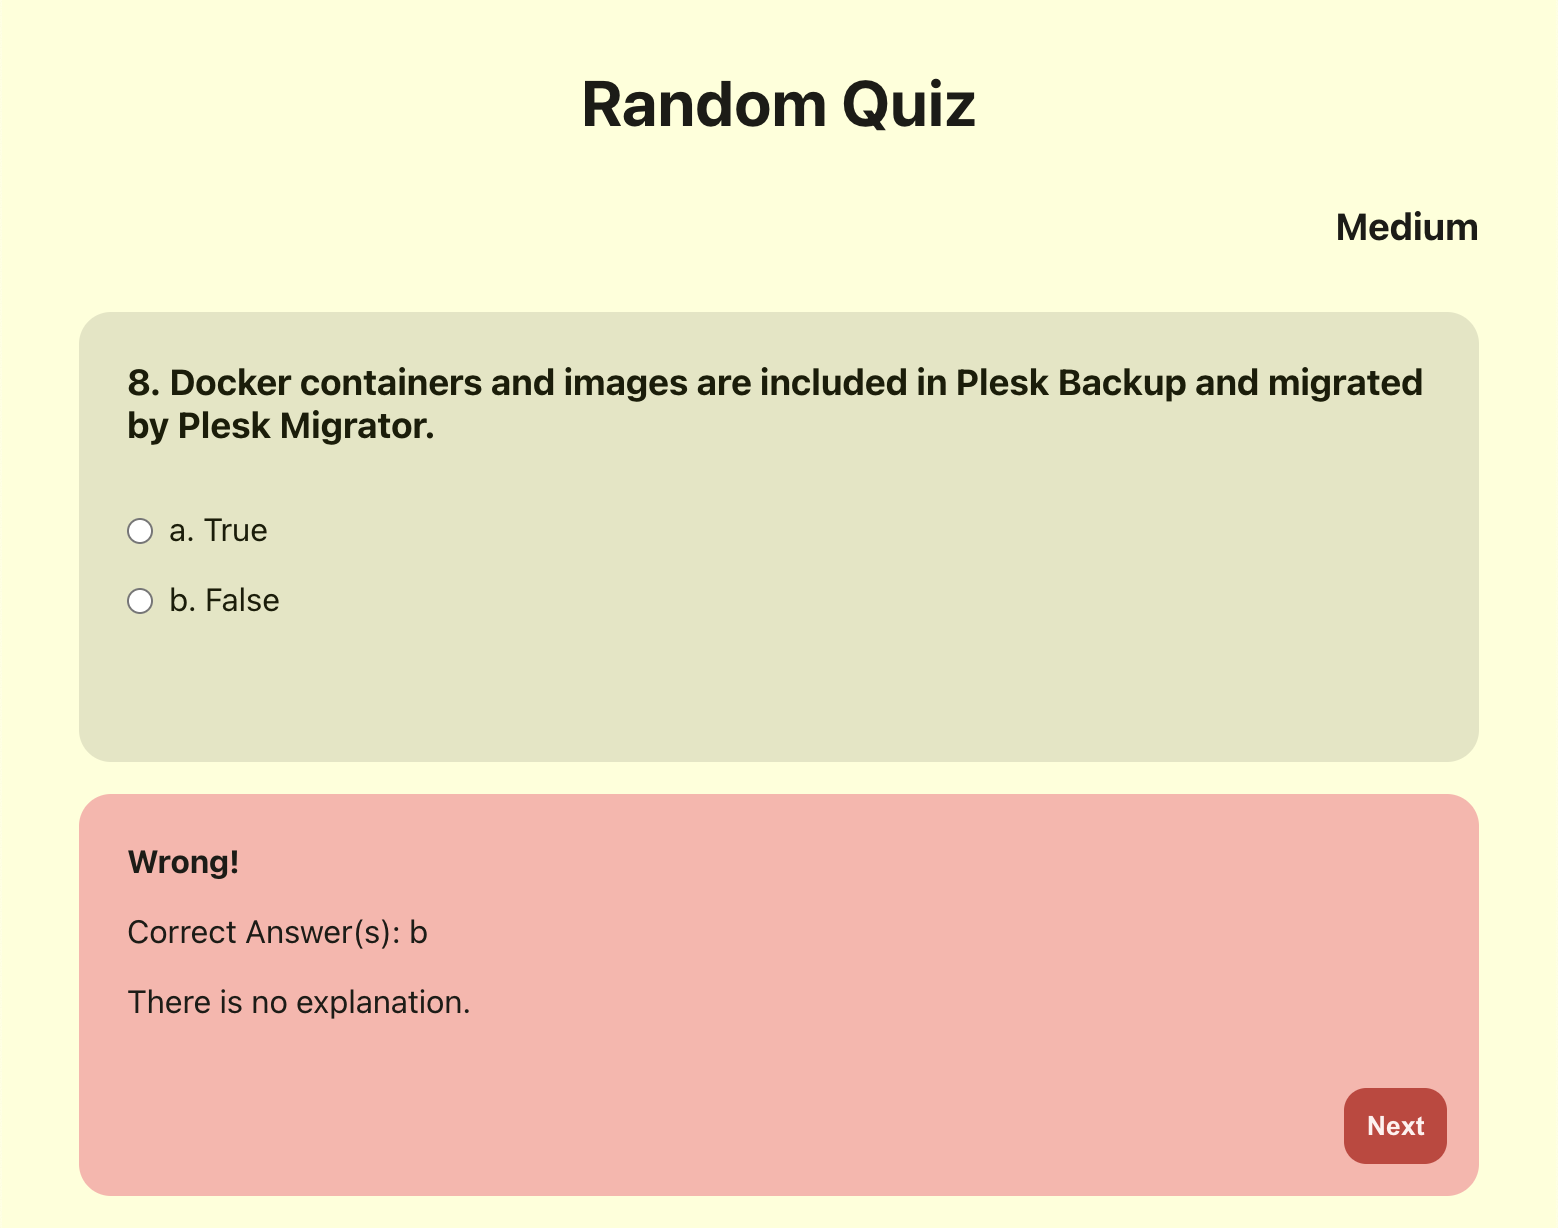 Random Quiz
Medium
8. Docker containers and images are included in Plesk Backup and migrated
by Plesk Migrator.
a. True
b. False
Wrong!
Correct Answer(s): b
There is no explanation.
Next